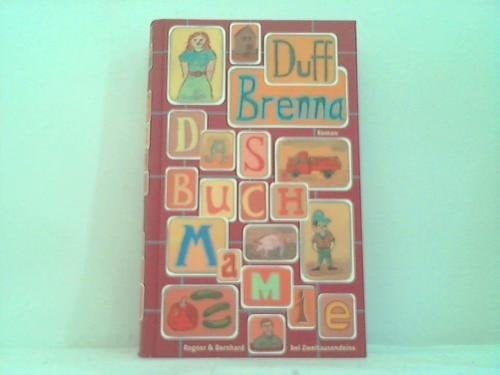 Duff
Brenna
Roman
Das
Buch
Mamie
Rogner & Bernhard bei Zweitausendeins